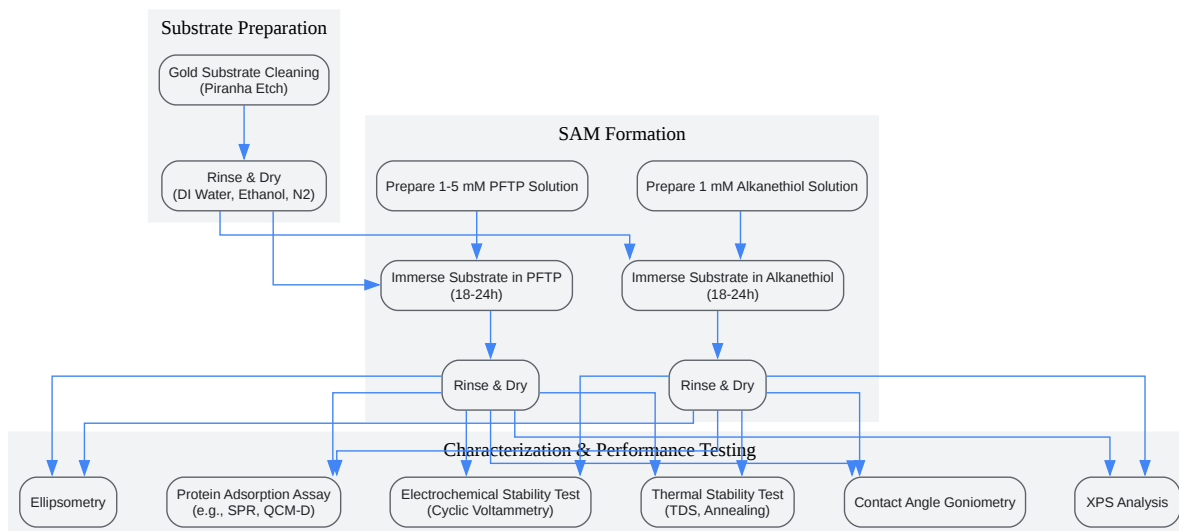 Substrate Preparation
Gold Substrate Cleaning
(Piranha Etch)
Rinse & Dry
(DI Water, Ethanol, N2)
SAM Formation
Prepare 1-5 mM PFTP Solution
Prepare 1 mM Alkanethiol Solution
Immerse Substrate in PFTP
(18-24h)
Immerse Substrate in Alkanethiol
(18-24h)
Rinse & Dry
Rinse & Dry
Characterization & Performance Testing
Ellipsometry
Protein Adsorption Assay
(e.g., SPR, QCM-D)
Electrochemical Stability Test
(Cyclic Voltammetry)
Thermal Stability Test
(TDS, Annealing)
Contact Angle Goniometry
XPS Analysis